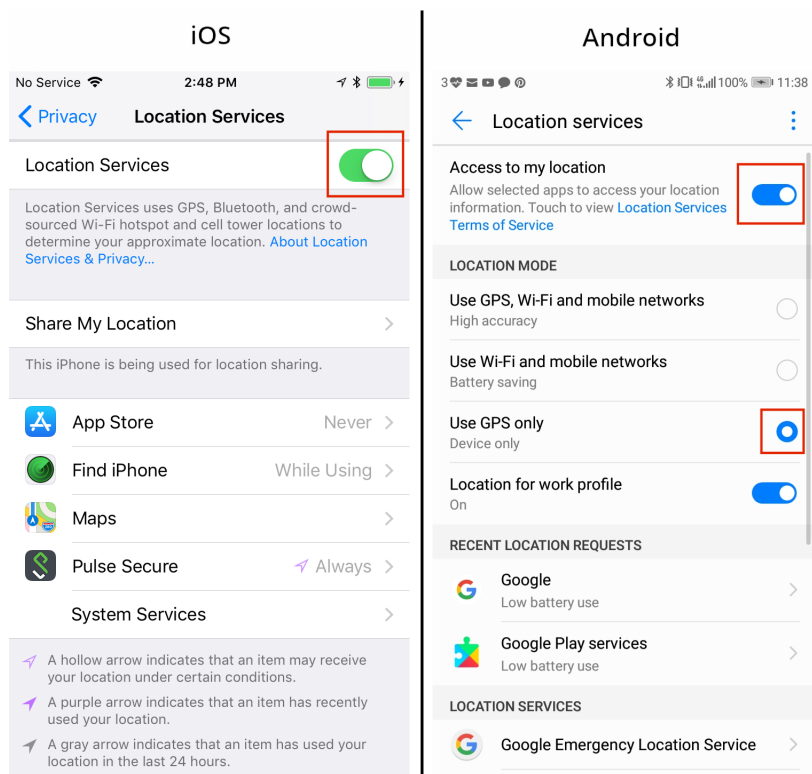 iOS
No Service
2:48 PM
Privacy
Location Services
Location Services
Location Services uses GPS, Bluetooth, and crowd-
sourced Wi-Fi hotspot and cell tower locations to
determine your approximate location. About Location
Services & Privacy...
Share My Location
This iPhone is being used for location sharing.
App Store
Never
Find iPhone
While Using
Maps
Pulse Secure
Always
System Services
A hollow arrow indicates that an item may receive
your location under certain conditions.
A purple arrow indicates that an item has recently
used your location.
A gray arrow indicates that an item has used your
location in the last 24 hours.
Android
3
100%
11:38
Location services
Access to my location
Allow selected apps to access your location
information. Touch to view Location Services
Terms of Service
LOCATION MODE
Use GPS, Wi-Fi and mobile networks
High accuracy
Use Wi-Fi and mobile networks
Battery saving
Use GPS only
Device only
Location for work profile
On
RECENT LOCATION REQUESTS
Google
Low battery use
Google Play services
Low battery use
LOCATION SERVICES
Google Emergency Location Service